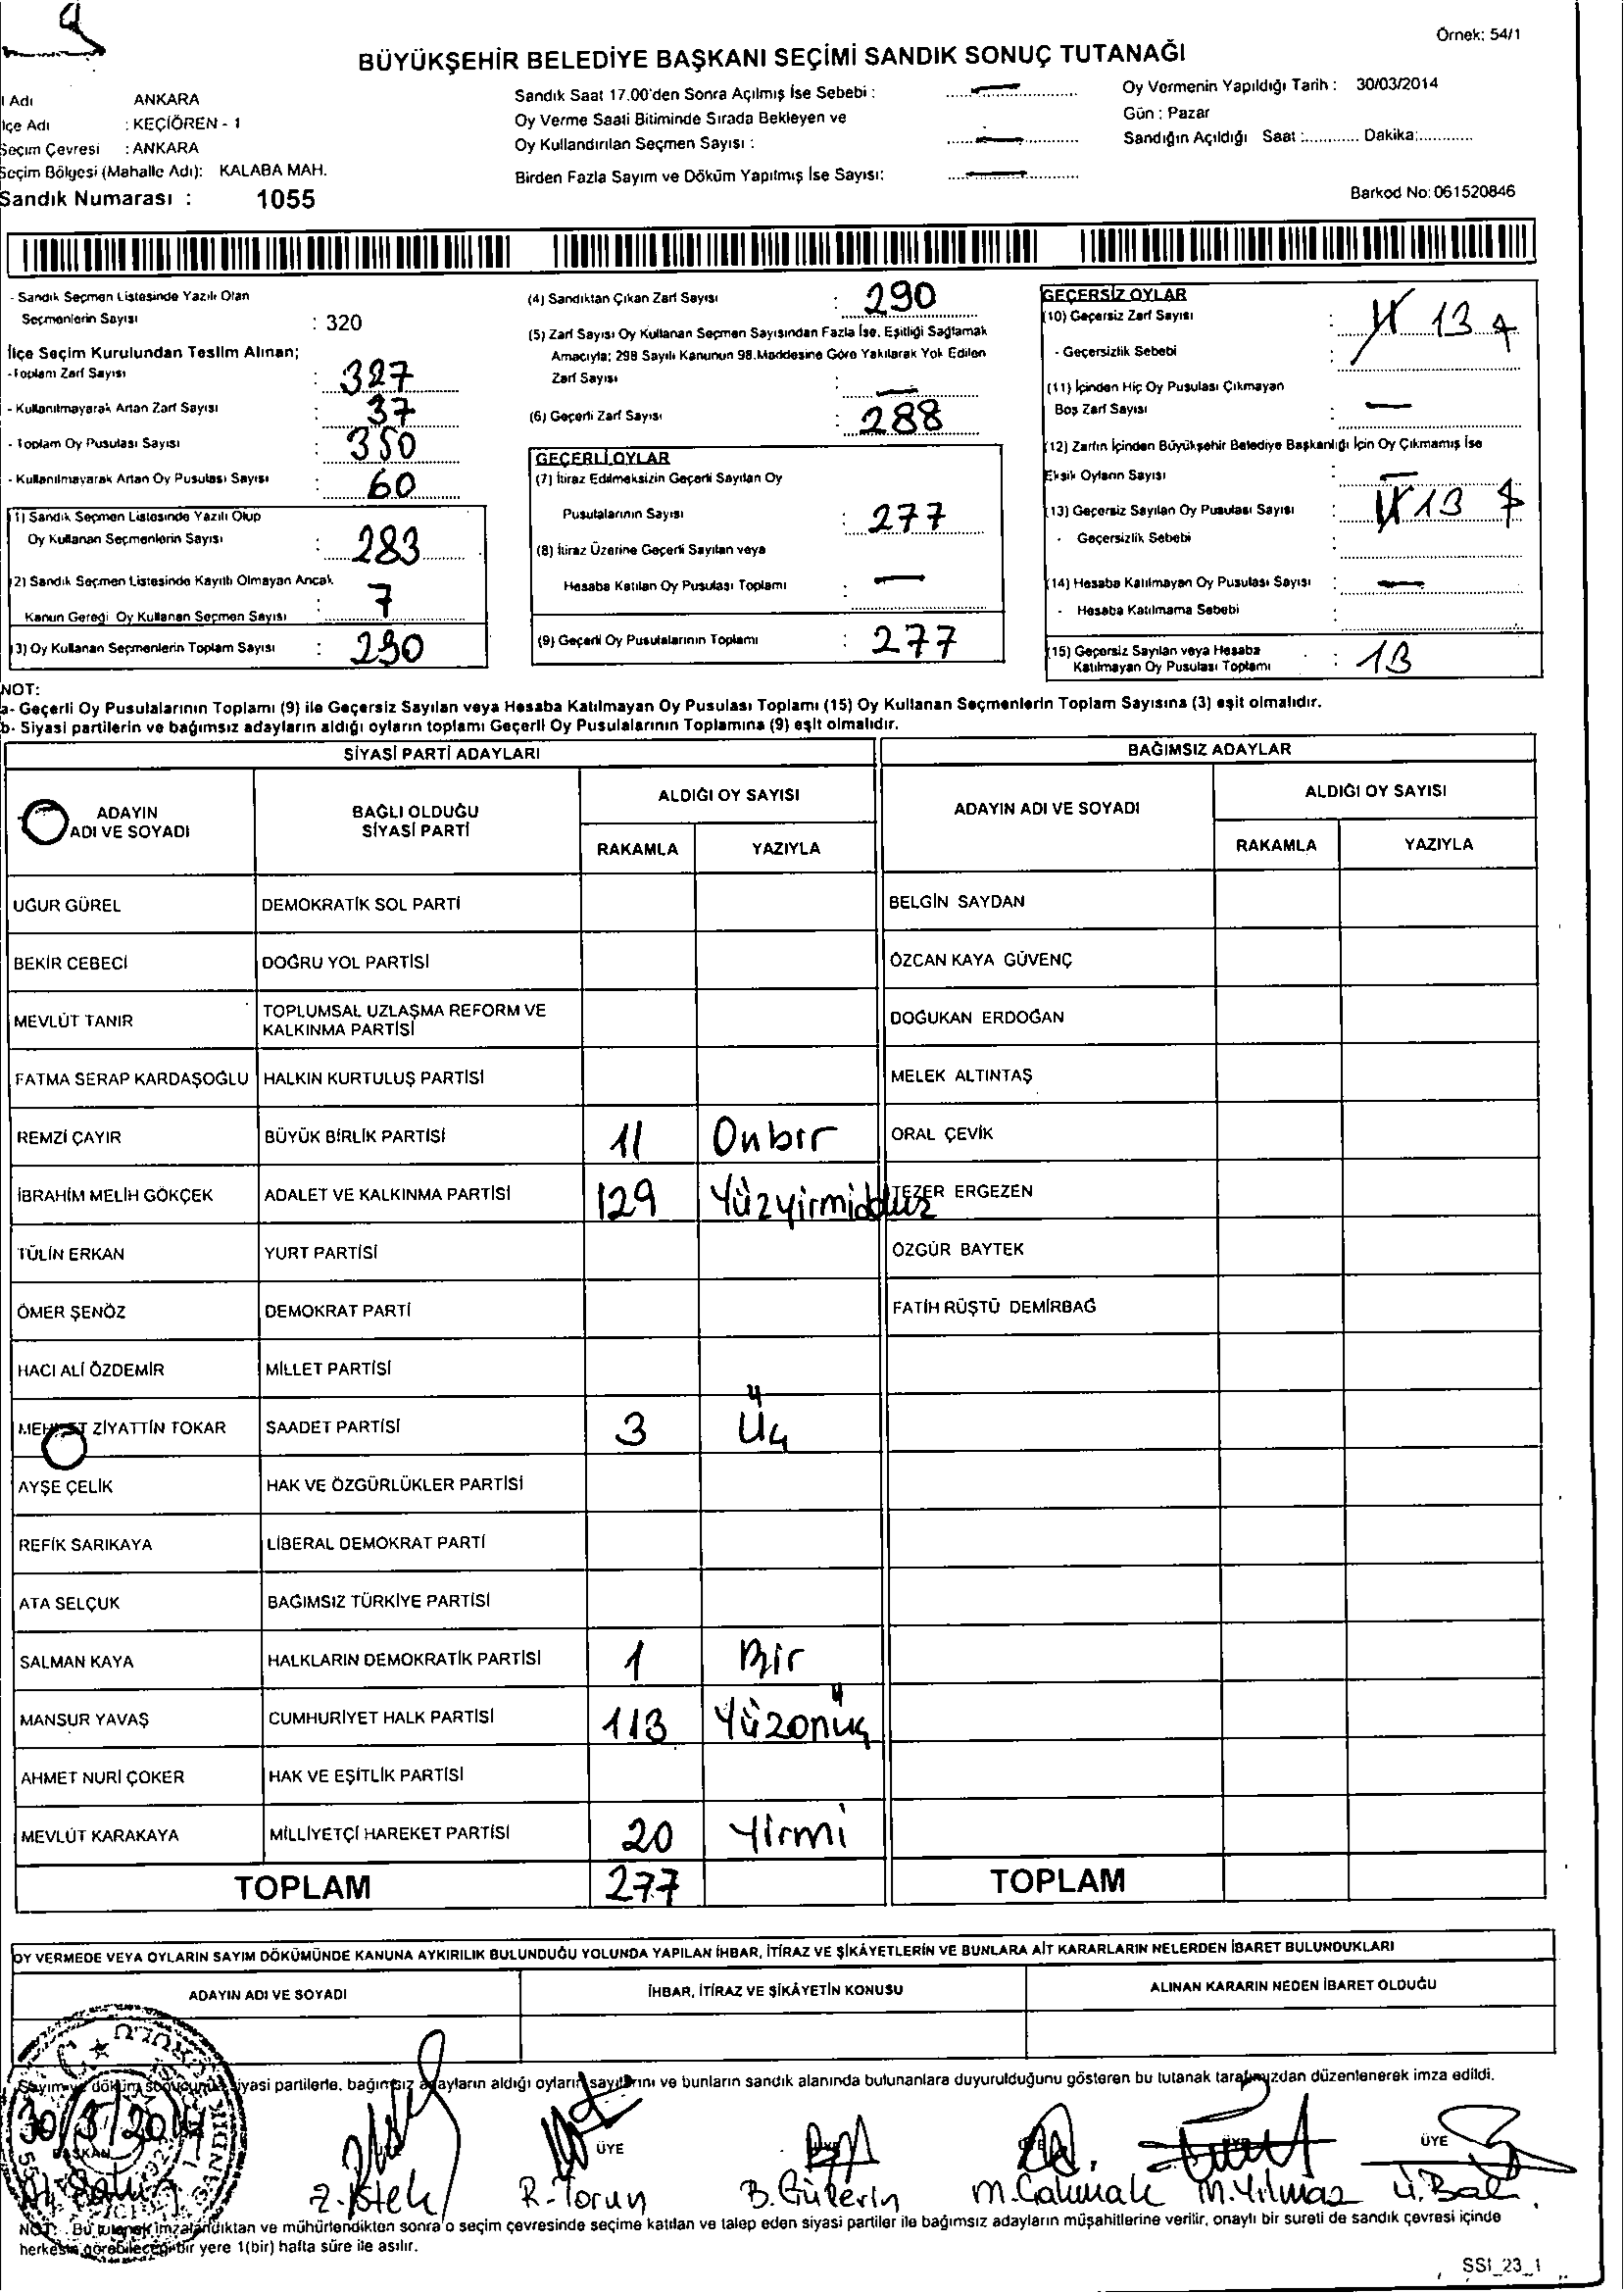 Örnek: 54/1
BÜYÜKŞEHİR BELEDİYE BAŞKANI SEÇİMİ SANDIK SONUÇ TUTANAĞI
l Adı ANKARA
lçe Adı : KEÇİÖREN - 1
Seçim Çevresi : ANKARA
Seçim Bölgesi (Mahalle Adı): KALABA MAH.
Sandık Numarası : 1055
Sandık Saat 17.00'den Sonra Açılmış İse Sebebi : —
Oy Verme Saati Bitiminde Sırada Bekleyen ve
Oy Kullandırılan Seçmen Sayısı : —
Birden Fazla Sayım ve Döküm Yapılmış İse Sayısı: —
Oy Vermenin Yapıldığı Tarih : 30/03/2014
Gün : Pazar
Sandığın Açıldığı Saat :............ Dakika:............
Barkod No: 061520846
- Sandık Seçmen Listesinde Yazılı Olan
Seçmenlerin Sayısı : 320
İlçe Seçim Kurulundan Teslim Alınan;
-Toplam Zarf Sayısı : 327
- Kullanılmayarak Artan Zarf Sayısı : 37
- Toplam Oy Pusulası Sayısı : 350
- Kullanılmayarak Artan Oy Pusulası Sayısı : 60
1) Sandık Seçmen Listesinde Yazılı Olup
Oy Kullanan Seçmenlerin Sayısı : 283
2) Sandık Seçmen Listesinde Kayıtlı Olmayan Ancak
Kanun Gereği Oy Kullanan Seçmen Sayısı : 7
3) Oy Kullanan Seçmenlerin Toplam Sayısı : 290
(4) Sandıktan Çıkan Zarf Sayısı : 290
(5) Zarf Sayısı Oy Kullanan Seçmen Sayısından Fazla İse, Eşitliği Sağlamak
Amacıyla; 298 Sayılı Kanunun 98.Maddesine Göre Yakılarak Yok Edilen
Zarf Sayısı : —
(6) Geçerli Zarf Sayısı : 288
GEÇERLİ OYLAR
(7) İtiraz Edilmeksizin Geçerli Sayılan Oy
Pusulalarının Sayısı : 277
(8) İtiraz Üzerine Geçerli Sayılan veya
Hesaba Katılan Oy Pusulası Toplamı : —
(9) Geçerli Oy Pusulalarının Toplamı : 277
GEÇERSİZ OYLAR
(10) Geçersiz Zarf Sayısı : 13
- Geçersizlik Sebebi :
(11) İçinden Hiç Oy Pusulası Çıkmayan
Boş Zarf Sayısı : —
(12) Zarfın İçinden Büyükşehir Belediye Başkanlığı İçin Oy Çıkmamış İse
Eksik Oyların Sayısı : —
(13) Geçersiz Sayılan Oy Pusulası Sayısı : 13
- Geçersizlik Sebebi :
(14) Hesaba Katılmayan Oy Pusulası Sayısı : —
- Hesaba Katılmama Sebebi :
(15) Geçersiz Sayılan veya Hesaba
Katılmayan Oy Pusulası Toplamı : 13
NOT:
a- Geçerli Oy Pusulalarının Toplamı (9) ile Geçersiz Sayılan veya Hesaba Katılmayan Oy Pusulası Toplamı (15) Oy Kullanan Seçmenlerin Toplam Sayısına (3) eşit olmalıdır.
b- Siyasi partilerin ve bağımsız adayların aldığı oyların toplamı Geçerli Oy Pusulalarının Toplamına (9) eşit olmalıdır.
SİYASİ PARTİ ADAYLARI
ADAYIN ADI VE SOYADI
BAĞLI OLDUĞU SİYASİ PARTİ
ALDIĞI OY SAYISI
RAKAMLA YAZIYLA
UĞUR GÜREL DEMOKRATİK SOL PARTİ
BEKİR CEBECİ DOĞRU YOL PARTİSİ
MEVLÜT TANIR TOPLUMSAL UZLAŞMA REFORM VE
KALKINMA PARTİSİ
FATMA SERAP KARDAŞOĞLU HALKIN KURTULUŞ PARTİSİ
REMZİ ÇAYIR BÜYÜK BİRLİK PARTİSİ 11 Onbir
İBRAHİM MELİH GÖKÇEK ADALET VE KALKINMA PARTİSİ 129 Yüzyirmidokuz
TÜLİN ERKAN YURT PARTİSİ
ÖMER ŞENÖZ DEMOKRAT PARTİ
HACI ALİ ÖZDEMİR MİLLET PARTİSİ
MEHMET ZİYATTİN TOKAR SAADET PARTİSİ 3 Üç
AYŞE ÇELİK HAK VE ÖZGÜRLÜKLER PARTİSİ
REFİK SARIKAYA LİBERAL DEMOKRAT PARTİ
ATA SELÇUK BAĞIMSIZ TÜRKİYE PARTİSİ
SALMAN KAYA HALKLARIN DEMOKRATİK PARTİSİ 1 Bir
MANSUR YAVAŞ CUMHURİYET HALK PARTİSİ 113 Yüzonüç
AHMET NURİ ÇOKER HAK VE EŞİTLİK PARTİSİ
MEVLÜT KARAKAYA MİLLİYETÇİ HAREKET PARTİSİ 20 Yirmi
TOPLAM 277
BAĞIMSIZ ADAYLAR
ADAYIN ADI VE SOYADI
ALDIĞI OY SAYISI
RAKAMLA YAZIYLA
BELGİN SAYDAN
ÖZCAN KAYA GÜVENÇ
DOĞUKAN ERDOĞAN
MELEK ALTINTAŞ
ORAL ÇEVİK
TEZER ERGEZEN
ÖZGÜR BAYTEK
FATİH RÜŞTÜ DEMİRBAĞ
TOPLAM
OY VERMEDE VEYA OYLARIN SAYIM DÖKÜMÜNDE KANUNA AYKIRILIK BULUNDUĞU YOLUNDA YAPILAN İHBAR, İTİRAZ VE ŞİKÂYETLERİN VE BUNLARA AİT KARARLARIN NELERDEN İBARET BULUNDUKLARI
ADAYIN ADI VE SOYADI İHBAR, İTİRAZ VE ŞİKÂYETİN KONUSU ALINAN KARARIN NEDEN İBARET OLDUĞU
Sayım ve döküm sonucunu siyasi partilerle, bağımsız adayların aldığı oyların sayılarını ve bunların sandık alanında bulunanlara duyurulduğunu gösteren bu tutanak tarafımızdan düzenlenerek imza edildi.
30/3/2014
BAŞKAN ÜYE ÜYE
Z. İstek R. Torun B. Gülerin M. Çakmak M. Yılmaz
NOT: Bu tutanak imzalandıktan ve mühürlendikten sonra o seçim çevresinde seçime katılan ve talep eden siyasi partiler ile bağımsız adayların müşahitlerine verilir, onaylı bir sureti de sandık çevresi içinde
herkesin görebileceği bir yere 1(bir) hafta süre ile asılır.
SSI_23_1